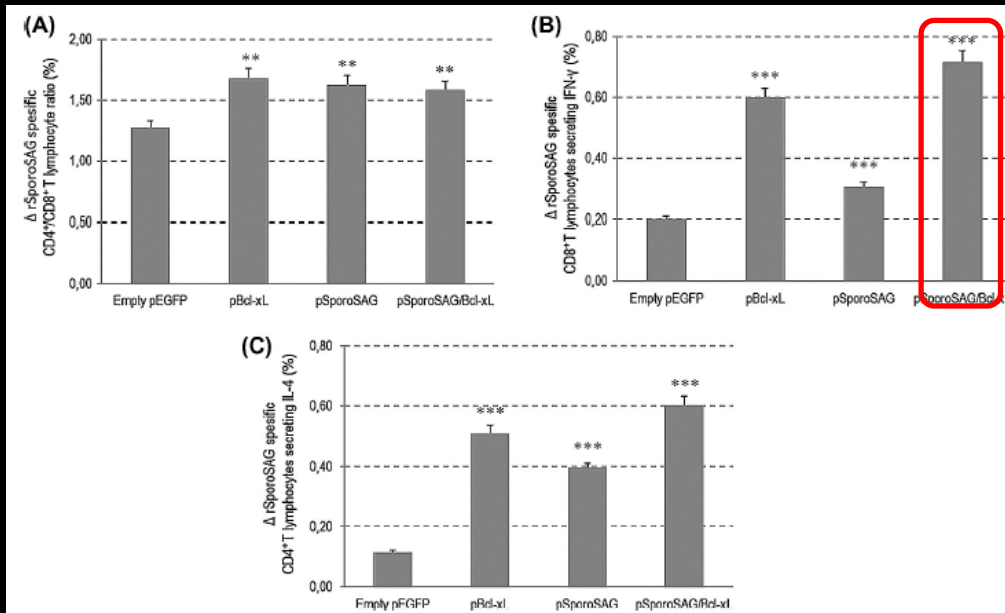 (A)
Δ rSporoSAG spesific
CD4⁺/CD8⁺T lymphocyte ratio (%)
2,00
1,50
1,00
0,50
0,00
**
**
**
Empty pEGFP
pBcl-xL
pSporoSAG
pSporoSAG/Bcl-xL
(B)
Δ rSporoSAG spesific
CD8⁺T lymphocytes secreting IFN-γ (%)
0,80
0,60
0,40
0,20
0,00
***
***
***
Empty pEGFP
pBcl-xL
pSporoSAG
pSporoSAG/Bcl-x
(C)
Δ rSporoSAG spesific
CD4⁺T lymphocytes secreting IL-4 (%)
0,80
0,60
0,40
0,20
0,00
***
***
***
Empty pEGFP
pBcl-xL
pSporoSAG
pSporoSAG/Bcl-xL